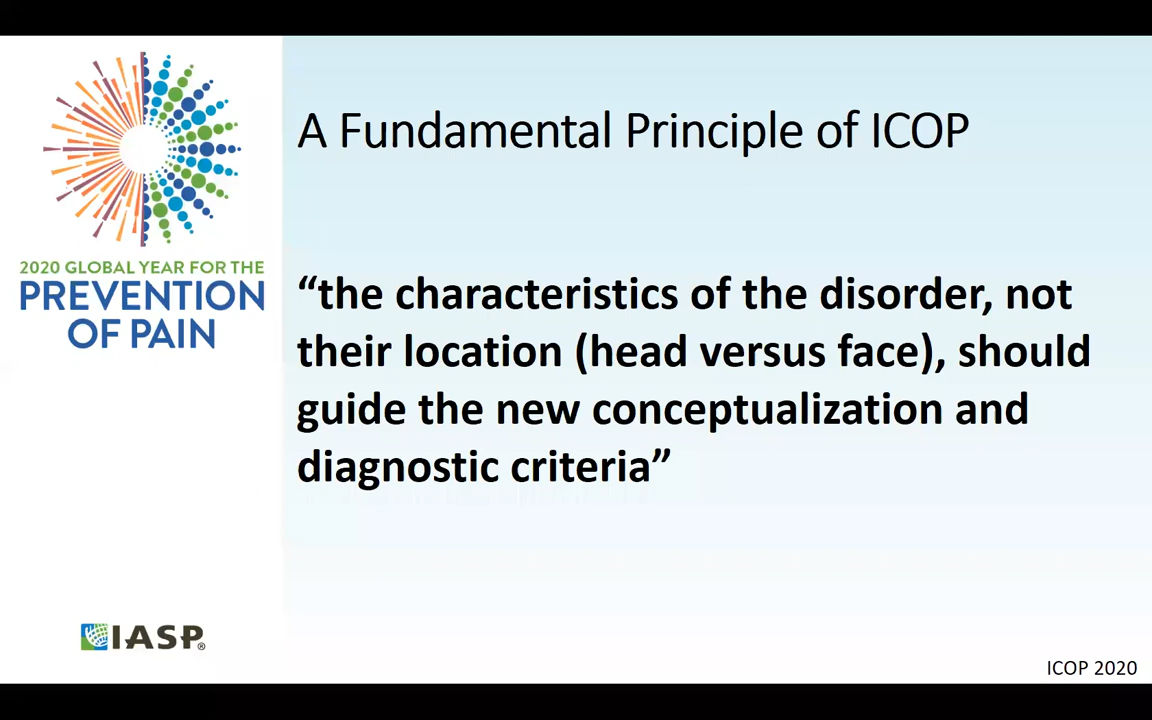 A Fundamental Principle of ICOP
2020 GLOBAL YEAR FOR THE
PREVENTION
OF PAIN
“the characteristics of the disorder, not
their location (head versus face), should
guide the new conceptualization and
diagnostic criteria”
IASP®
ICOP 2020